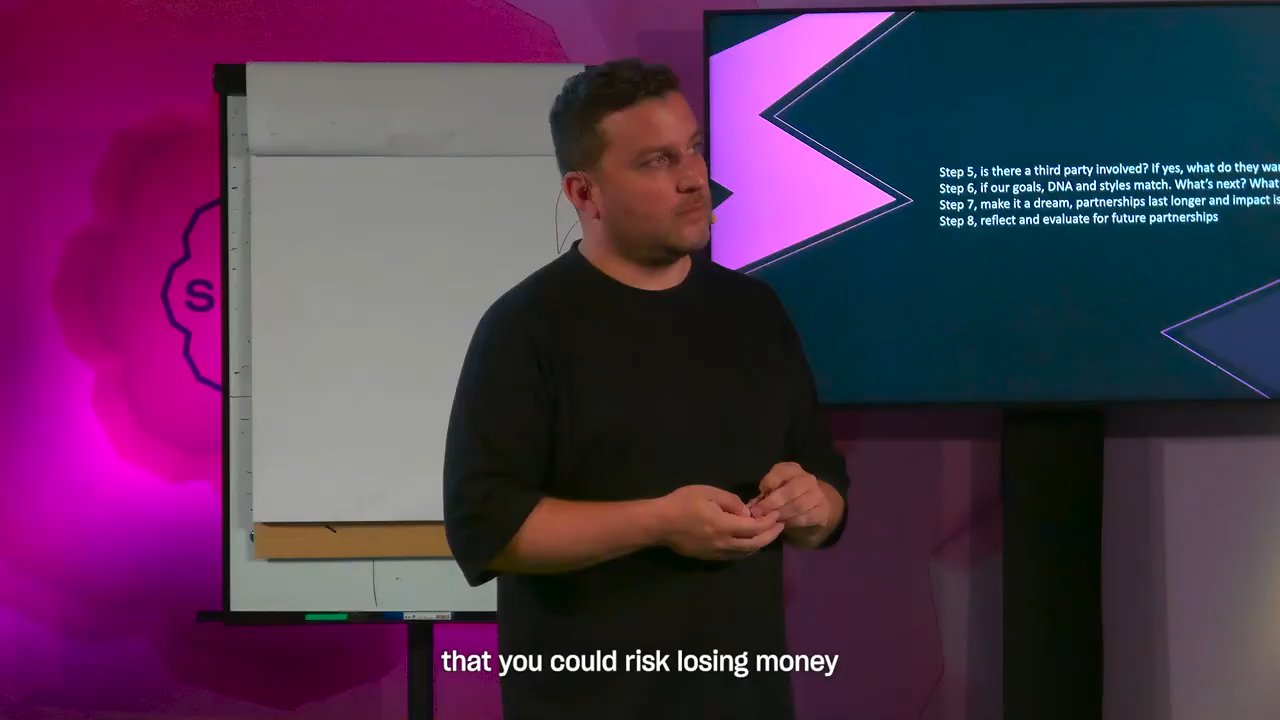 S
Step 5, is there a third party involved? If yes, what do they
Step 6, if our goals, DNA and styles match. What's next? What
Step 7, make it a dream, partnerships last longer and impact is
Step 8, reflect and evaluate for future partnerships
that you could risk losing money